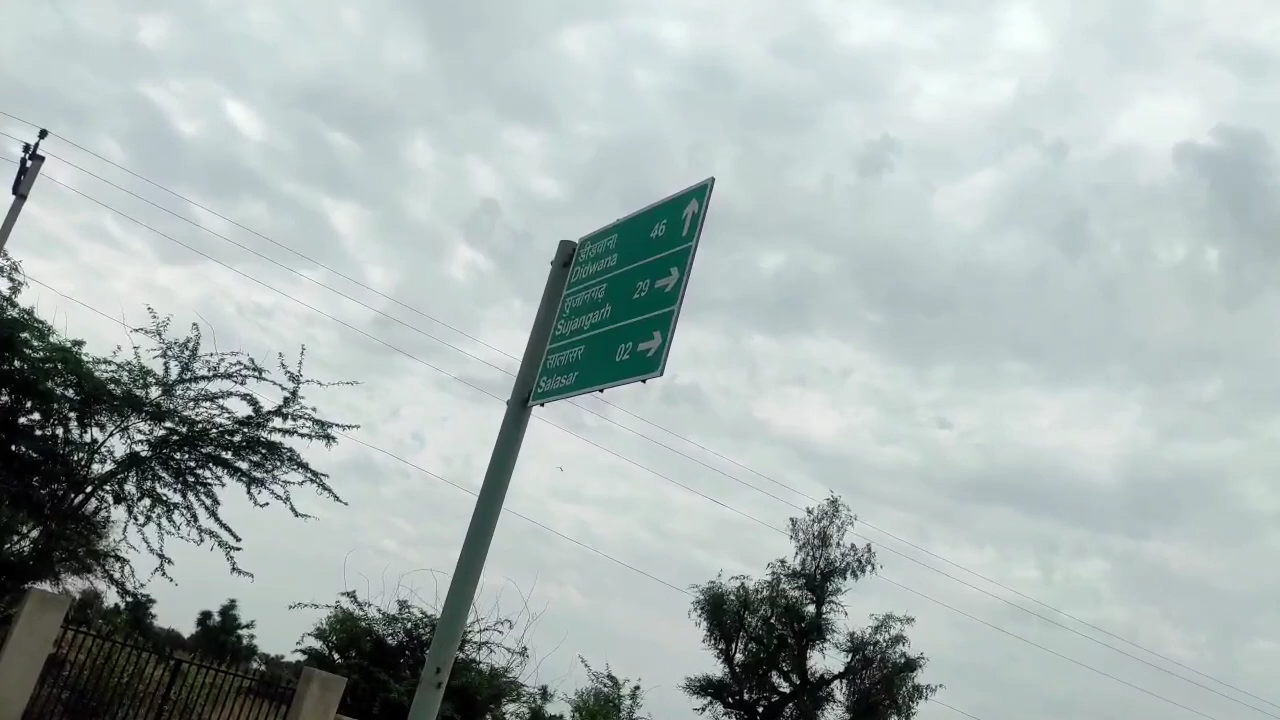 डीडवाना 46
Didwana
सुजानगढ़ 29
Sujangarh
सालासर 02
Salasar